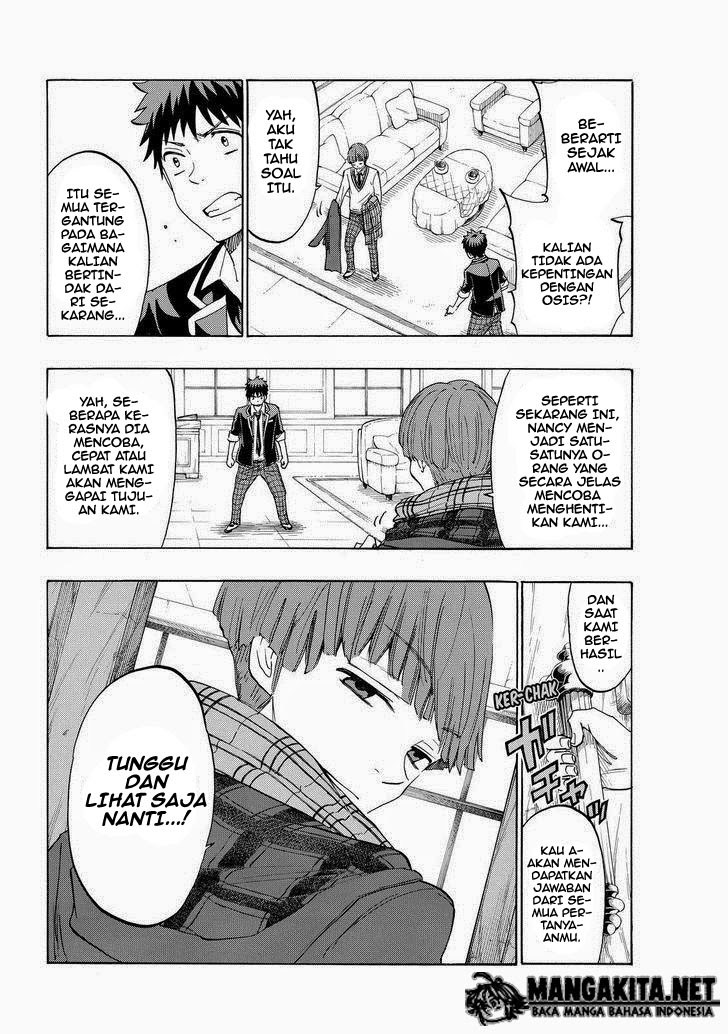 BE-
BERARTI
SEJAK
AWAL...
KALIAN
TIDAK ADA
KEPENTINGAN
DENGAN
OSIS?!
YAH,
AKU
TAK
TAHU
SOAL
ITU.
ITU SE-
MUA TER-
GANTUNG
PADA BA-
GAIMANA
KALIAN
BERTIN-
DAK DA-
RI SE-
KARANG...
SEPERTI
SEKARANG INI,
NANCY MEN-
JADI SATU-
SATUNYA O-
RANG YANG
SECARA JELAS
MENCOBA
MENGHENTI-
KAN KAMI...
YAH, SE-
BERAPA KE-
RASNYA DIA
MENCOBA,
CEPAT ATAU
LAMBAT KAMI
AKAN MENG-
GAPAI TUJU-
AN KAMI.
DAN
SAAT
KAMI
BER-
HASIL
..
KER-CHAK
ガチャッ
KAU A-
AKAN MEN-
DAPATKAN
JAWABAN
DARI SE-
MUA PER-
TANYA-
ANMU.
TUNGGU
DAN
LIHAT SAJA
NANTI...!
MANGAKITA.NET
BACA MANGA BAHASA INDONESIA